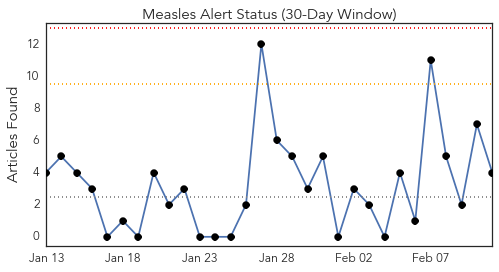 Measles Alert Status (30-Day Window)
Articles Found
12
10
8
6
4
2
0
Jan 13 Jan 18 Jan 23 Jan 28 Feb 02 Feb 07